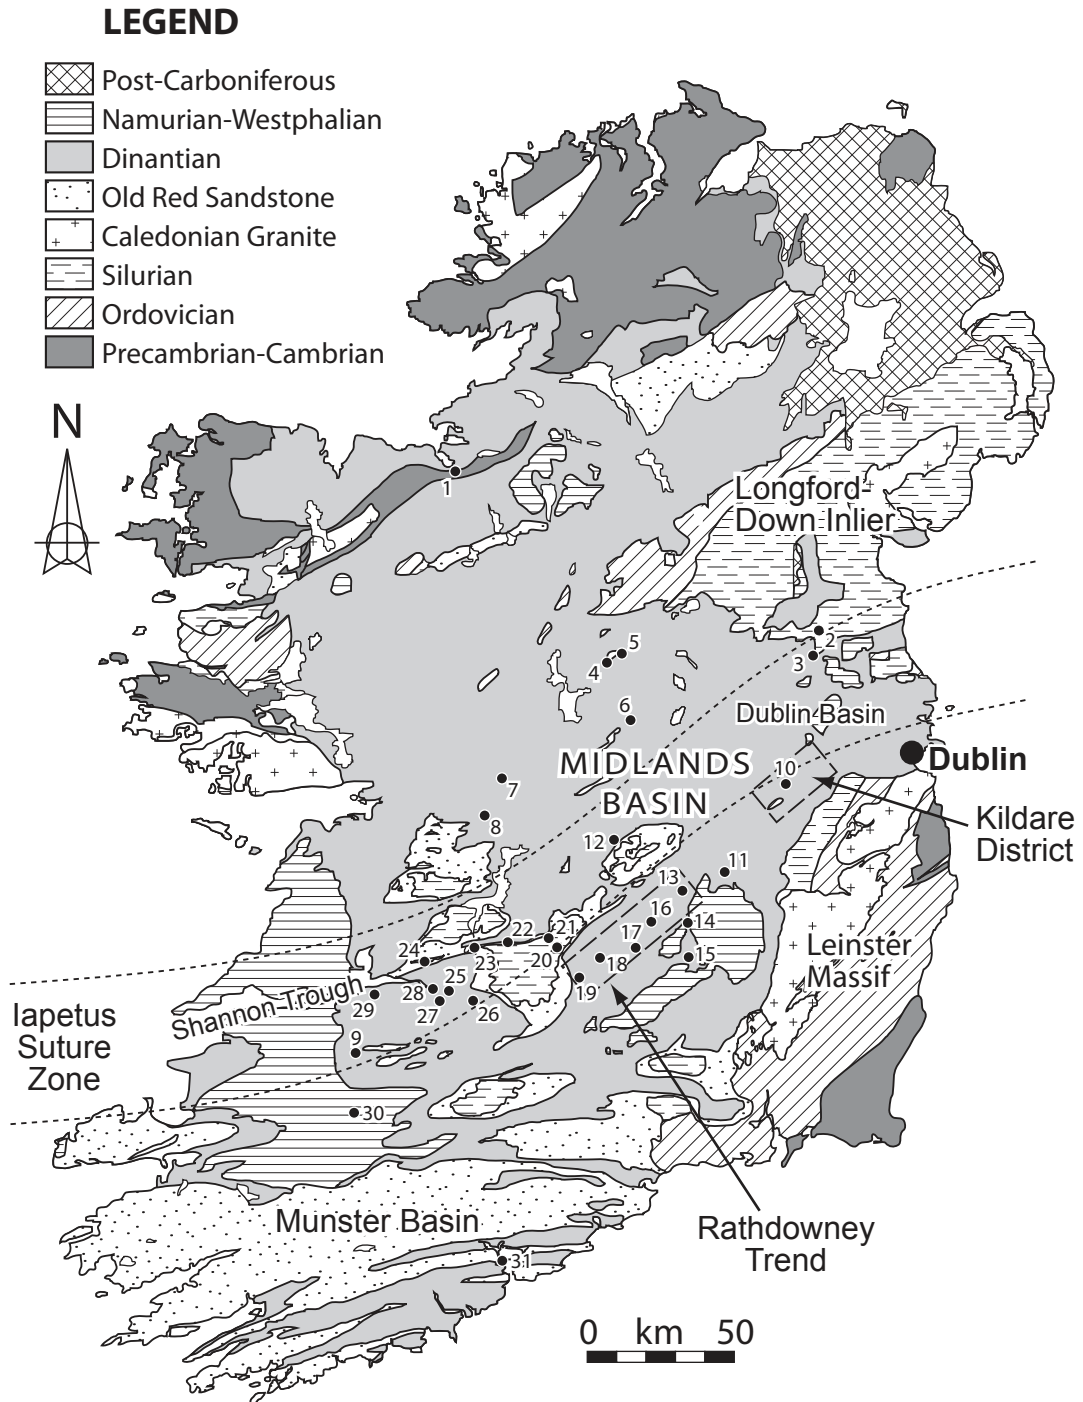 LEGEND
Post-Carboniferous
Namurian-Westphalian
Dinantian
Old Red Sandstone
Caledonian Granite
Silurian
Ordovician
Precambrian-Cambrian
N
1
Longford-
Down Inlier
2
3
5
4
6
Dublin Basin
MIDLANDS
BASIN
Dublin
10
7
8
Kildare
District
12
11
13
16
14
17
15
18
19
Leinster
Massif
21
22
20
23
24
25
28
27
26
29
Shannon Trough
9
Iapetus
Suture
Zone
30
Munster Basin
Rathdowney
Trend
31
0 km 50